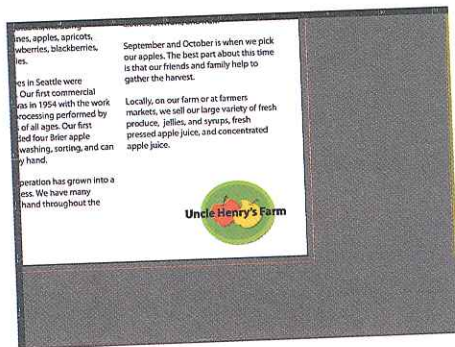 nes, apples, apricots,
wberries, blackberries,
ies.
es in Seattle were
. Our first commercial
was in 1954 with the work
rocessing performed by
of all ages. Our first
ded four Brier apple
washing, sorting, and can
y hand.
peration has grown into a
ess. We have many
hand throughout the
September and October is when we pick
our apples. The best part about this time
is that our friends and family help to
gather the harvest.
Locally, on our farm or at farmers
markets, we sell our large variety of fresh
produce, jellies, and syrups, fresh
pressed apple juice, and concentrated
apple juice.
Uncle Henry's Farm